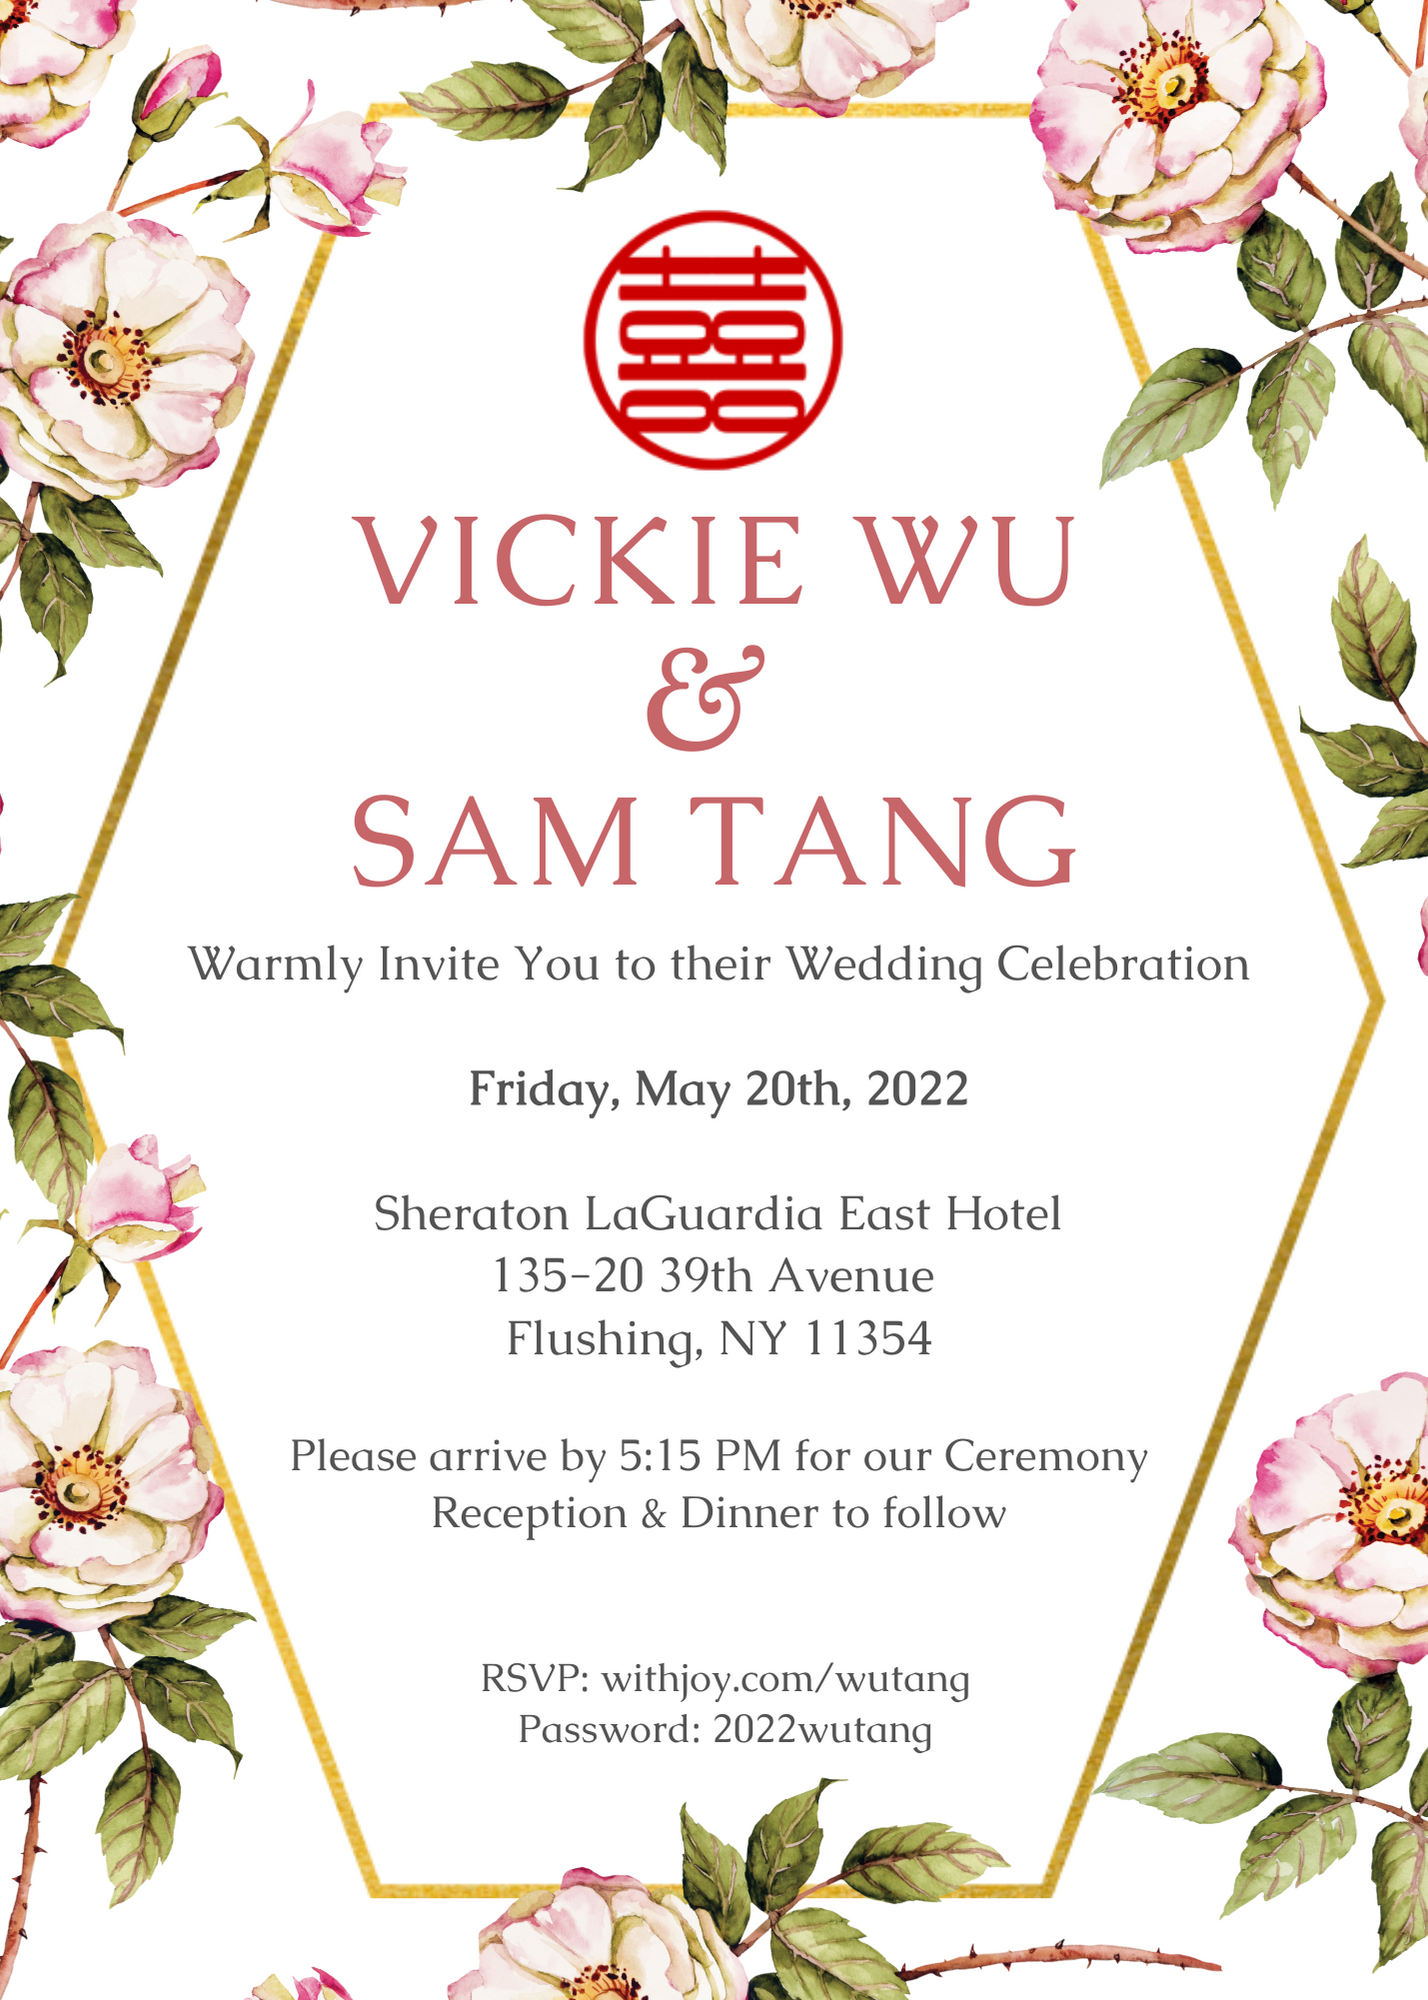 囍
VICKIE WU
&
SAM TANG
Warmly Invite You to their Wedding Celebration
Friday, May 20th, 2022
Sheraton LaGuardia East Hotel
135-20 39th Avenue
Flushing, NY 11354
Please arrive by 5:15 PM for our Ceremony
Reception & Dinner to follow
RSVP: withjoy.com/wutang
Password: 2022wutang